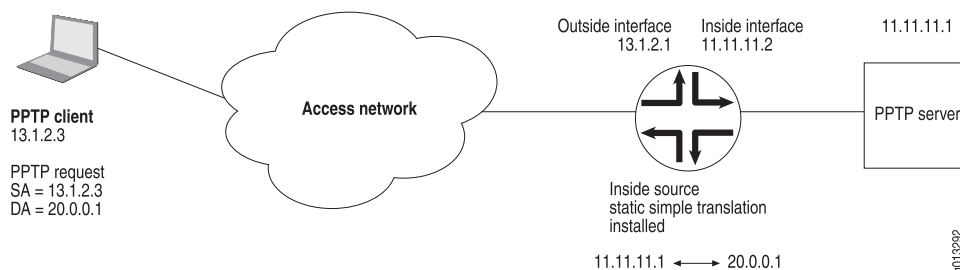 PPTP client
13.1.2.3
PPTP request
SA = 13.1.2.3
DA = 20.0.0.1
Access network
Outside interface
13.1.2.1
Inside interface
11.11.11.2
11.11.11.1
PPTP server
Inside source
static simple translation
installed
11.11.11.1 ↔ 20.0.0.1
g013292